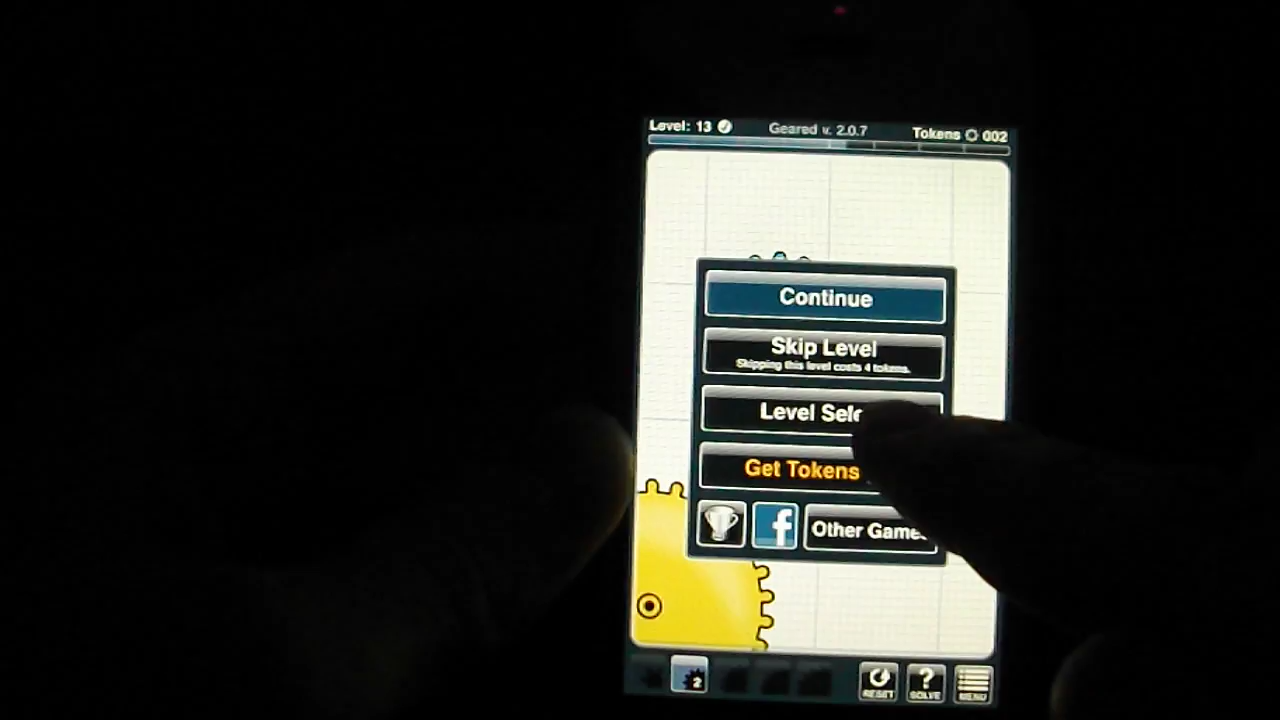 Level: 13
Geared v. 2.0.7
Tokens 002
Continue
Skip Level
Skipping this level costs 4 tokens.
Level Sele
Get Tokens
f
Other Game
2
RESET
SOLVE
MENU